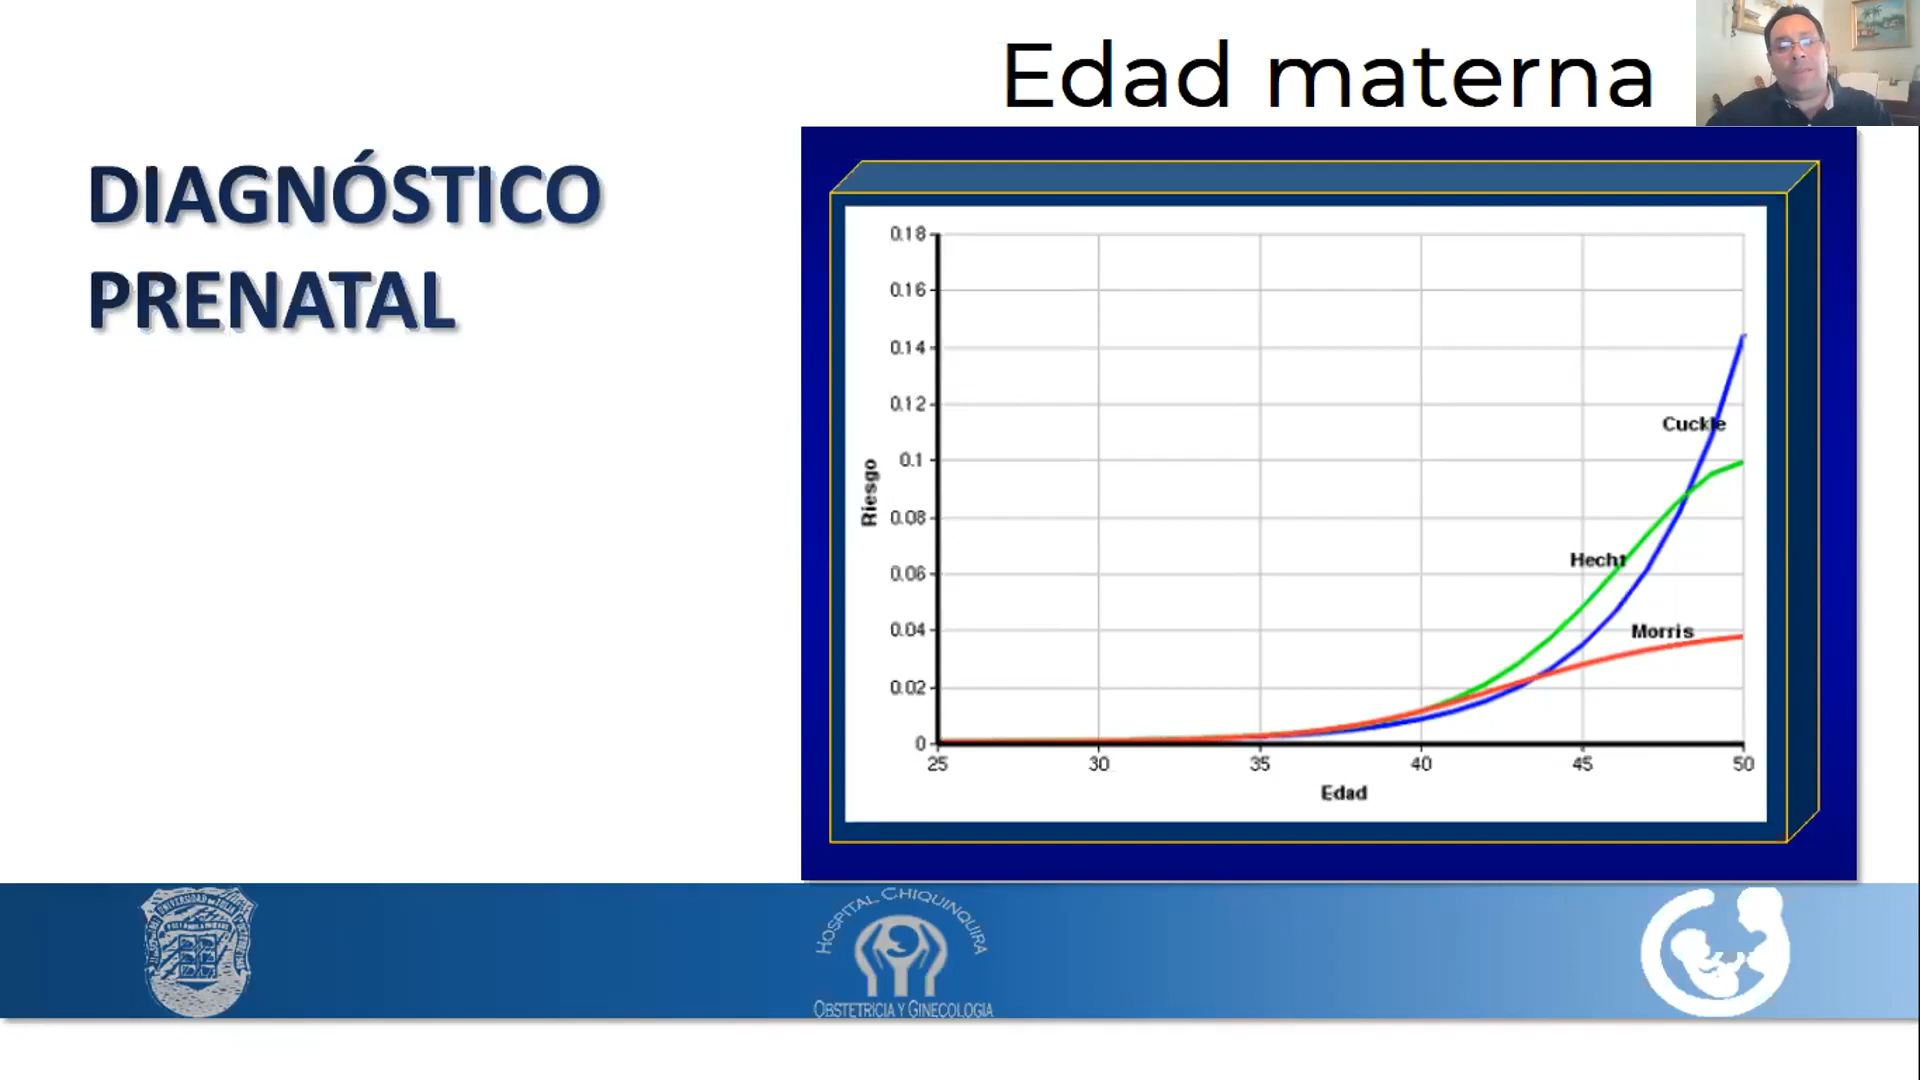 Edad materna
DIAGNÓSTICO
PRENATAL
0.18
0.16
0.14
0.12
0.1
0.08
0.06
0.04
0.02
0
Riesgo
Cuckle
Hecht
Morris
25 30 35 40 45 50
Edad
HOSPITAL CHIQUINQUIRA
OBSTETRICIA Y GINECOLOGIA